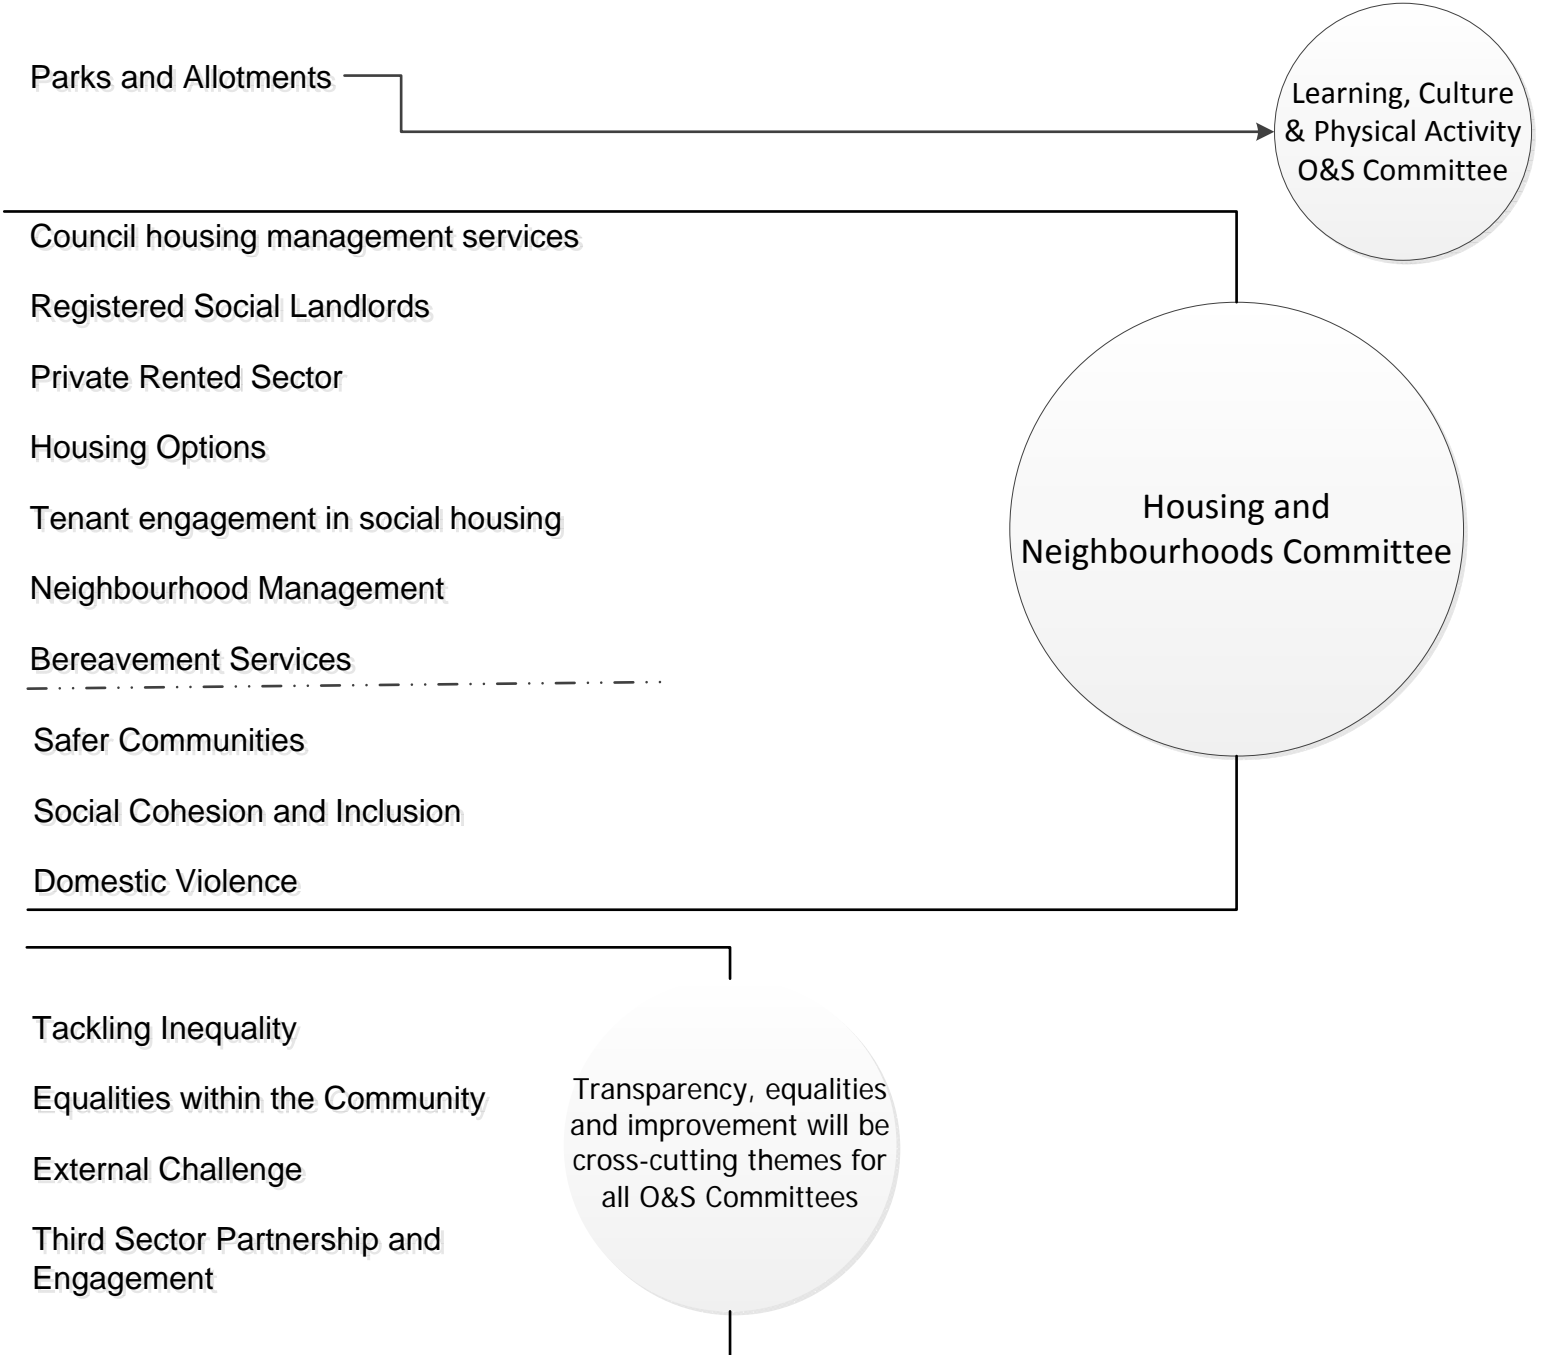 Parks and Allotments
Learning, Culture
& Physical Activity
O&S Committee
Council housing management services
Registered Social Landlords
Private Rented Sector
Housing Options
Tenant engagement in social housing
Neighbourhood Management
Bereavement Services
Safer Communities
Social Cohesion and Inclusion
Domestic Violence
Housing and
Neighbourhoods Committee
Tackling Inequality
Equalities within the Community
External Challenge
Third Sector Partnership and
Engagement
Transparency, equalities
and improvement will be
cross-cutting themes for
all O&S Committees